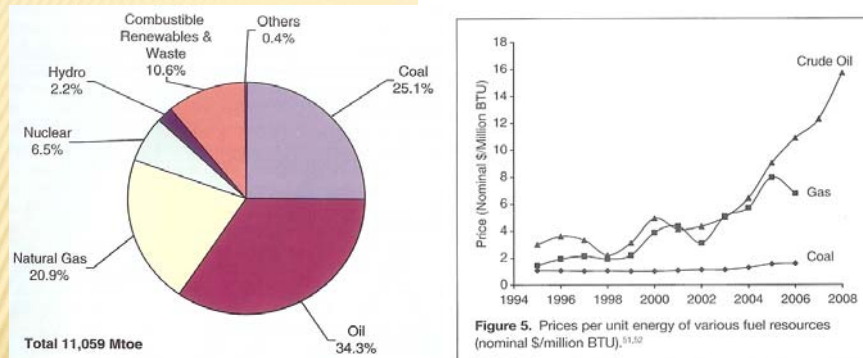 Combustible
Renewables &
Waste
10.6%
Others
0.4%
Coal
25.1%
Hydro
2.2%
Nuclear
6.5%
Natural Gas
20.9%
Oil
34.3%
Total 11,059 Mtoe
Price (Nominal $/Million BTU)
18
16
14
12
10
8
6
4
2
0
1994
1996
1998
2000
2002
2004
2006
2008
Crude Oil
Gas
Coal
Figure 5. Prices per unit energy of various fuel resources
(nominal $/million BTU).51,52